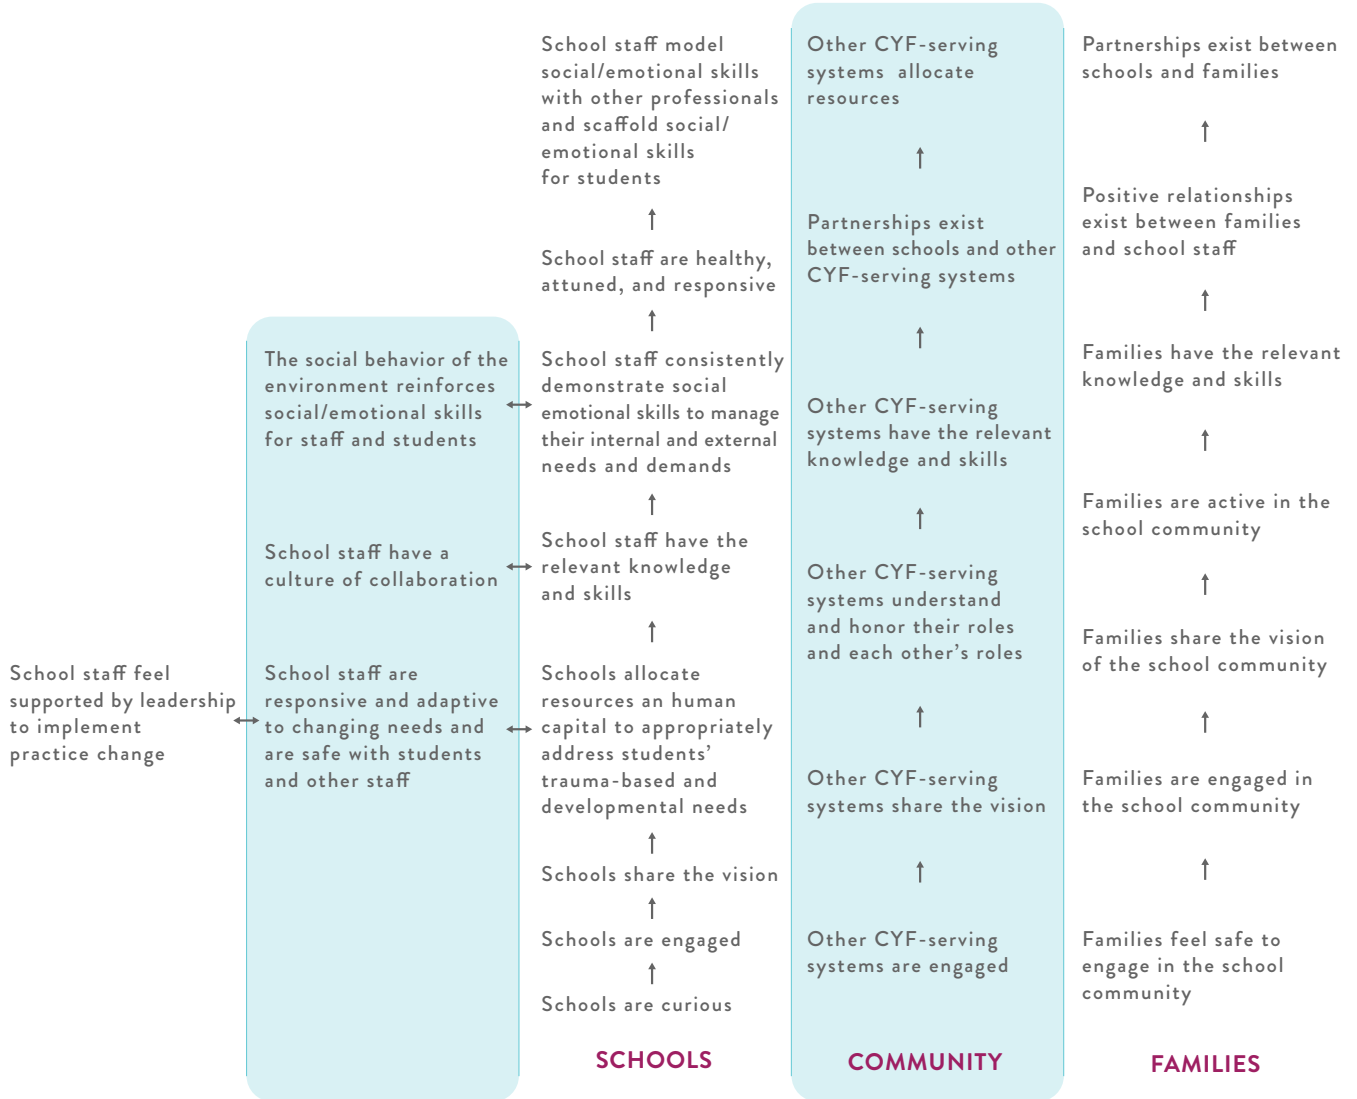 School staff feel
supported by leadership
to implement
practice change
The social behavior of the
environment reinforces
social/emotional skills
for staff and students
School staff have a
culture of collaboration
School staff are
responsive and adaptive
to changing needs and
are safe with students
and other staff
School staff model
social/emotional skills
with other professionals
and scaffold social/
emotional skills
for students
School staff are healthy,
attuned, and responsive
School staff consistently
demonstrate social
emotional skills to manage
their internal and external
needs and demands
School staff have the
relevant knowledge
and skills
Schools allocate
resources an human
capital to appropriately
address students’
trauma-based and
developmental needs
Schools share the vision
Schools are engaged
Schools are curious
SCHOOLS
Other CYF-serving
systems allocate
resources
Partnerships exist
between schools and other
CYF-serving systems
Other CYF-serving
systems have the relevant
knowledge and skills
Other CYF-serving
systems understand
and honor their roles
and each other’s roles
Other CYF-serving
systems share the vision
Other CYF-serving
systems are engaged
COMMUNITY
Partnerships exist between
schools and families
Positive relationships
exist between families
and school staff
Families have the relevant
knowledge and skills
Families are active in the
school community
Families share the vision
of the school community
Families are engaged in
the school community
Families feel safe to
engage in the school
community
FAMILIES